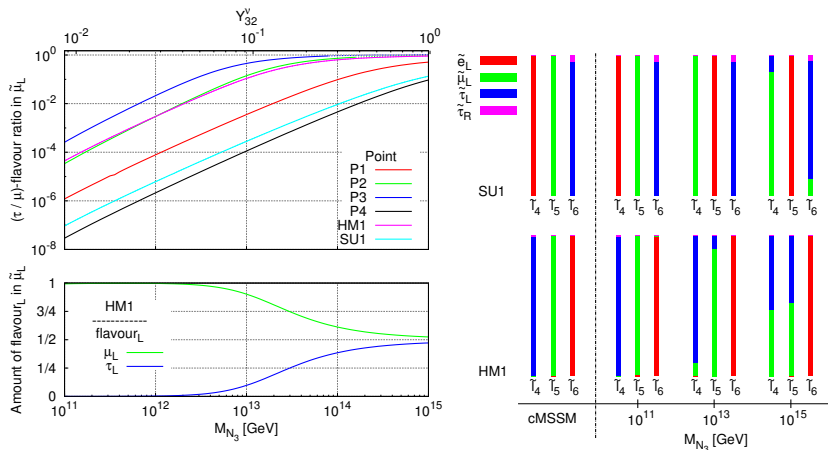 Y^ν_32
10^-2 10^-1 10^0
(τ / μ)-flavour ratio in μ̃_L
10^0
10^-2
10^-4
10^-6
10^-8
Point
P1
P2
P3
P4
HM1
SU1
Amount of flavour_L in μ̃_L
1
3/4
1/2
1/4
0
HM1
flavour_L
μ_L
τ_L
10^11 10^12 10^13 10^14 10^15
M_N_3 [GeV]
ẽ_L
μ̃_L
τ̃_L
τ̃_R
SU1
l̃_4 l̃_5 l̃_6 l̃_4 l̃_5 l̃_6 l̃_4 l̃_5 l̃_6 l̃_4 l̃_5 l̃_6
HM1
l̃_4 l̃_5 l̃_6 l̃_4 l̃_5 l̃_6 l̃_4 l̃_5 l̃_6 l̃_4 l̃_5 l̃_6
cMSSM 10^11 10^13 10^15
M_N_3 [GeV]